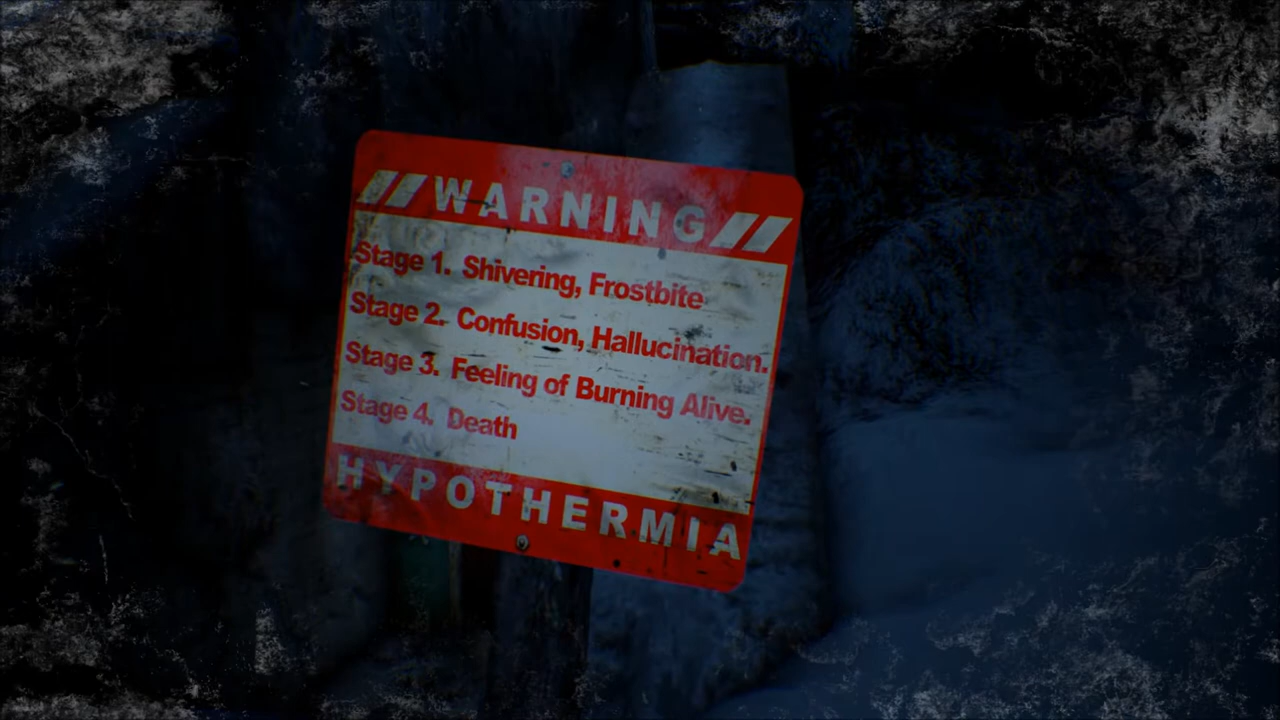 WARNING
Stage 1. Shivering, Frostbite
Stage 2. Confusion, Hallucination.
Stage 3. Feeling of Burning Alive.
Stage 4. Death
HYPOTHERMIA